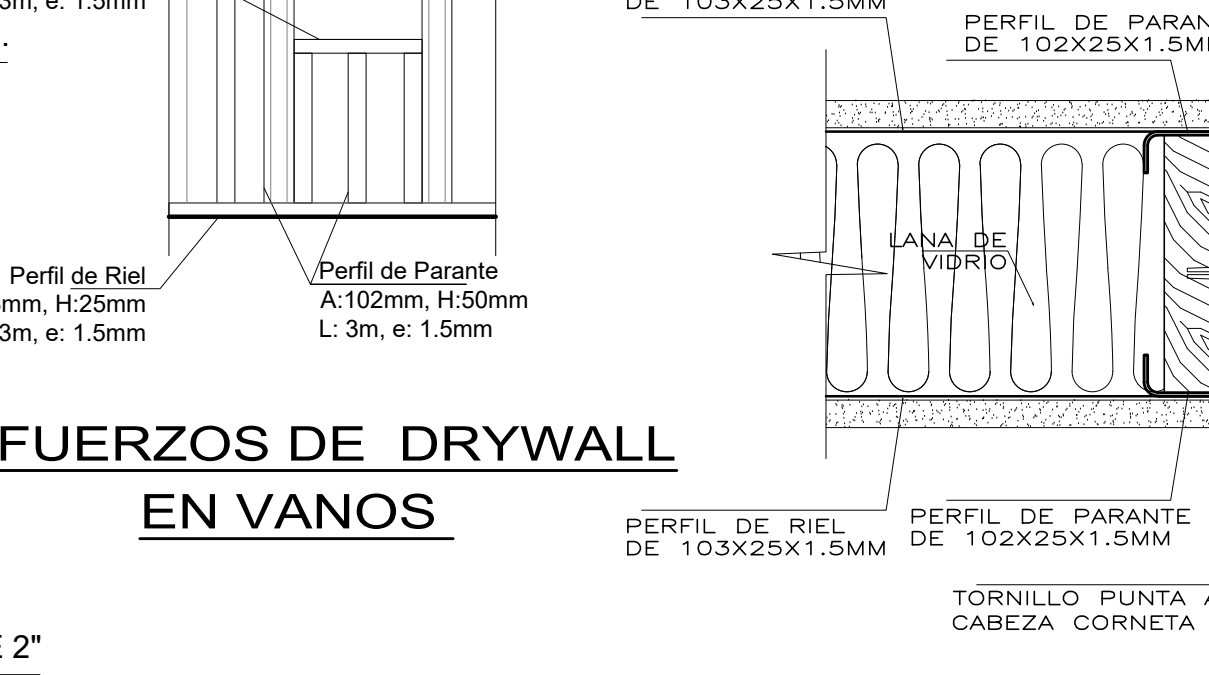 3m, e: 1.5mm
Perfil de Riel
mm, H:25mm
3m, e: 1.5mm
Perfil de Parante
A:102mm, H:50mm
L: 3m, e: 1.5mm
FUERZOS DE DRYWALL
EN VANOS
2"
DE 103X25X1.5MM
PERFIL DE PARAN
DE 102X25X1.5M
LANA DE
VIDRIO
PERFIL DE RIEL
DE 103X25X1.5MM
PERFIL DE PARANTE
DE 102X25X1.5MM
TORNILLO PUNTA
CABEZA CORNETA